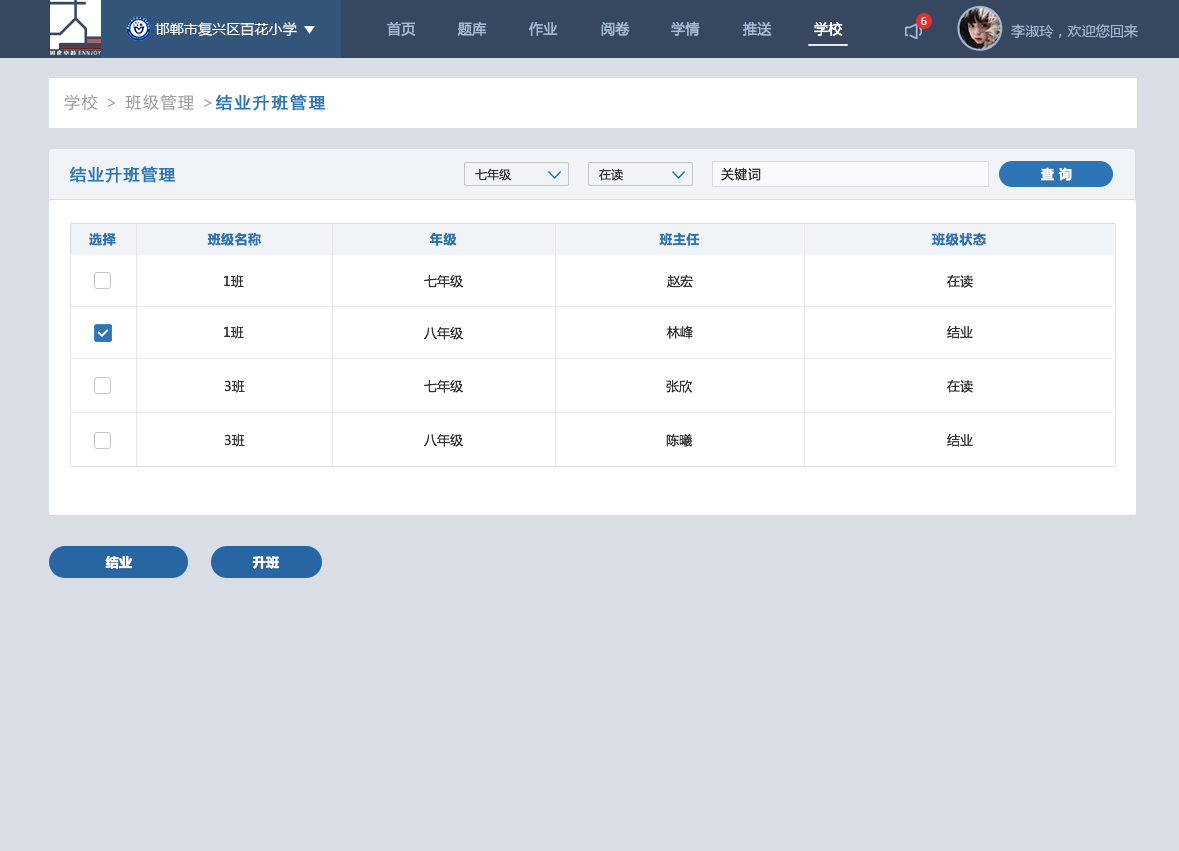 邯郸市复兴区百花小学 首页 题库 作业 阅卷 学情 推送 学校 6 李淑玲，欢迎您回来
学校 > 班级管理 >结业升班管理
结业升班管理 七年级 在读 关键词 查 询
选择 班级名称 年级 班主任 班级状态
1班 七年级 赵宏 在读
1班 八年级 林峰 结业
3班 七年级 张欣 在读
3班 八年级 陈曦 结业
结业 升班